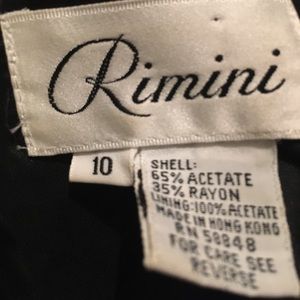 Rimini
10
SHELL:
65% ACETATE
35% RAYON
LINING:100% ACETATE
MADE IN HONG KONG
RN 58848
FOR CARE SEE
REVERSE